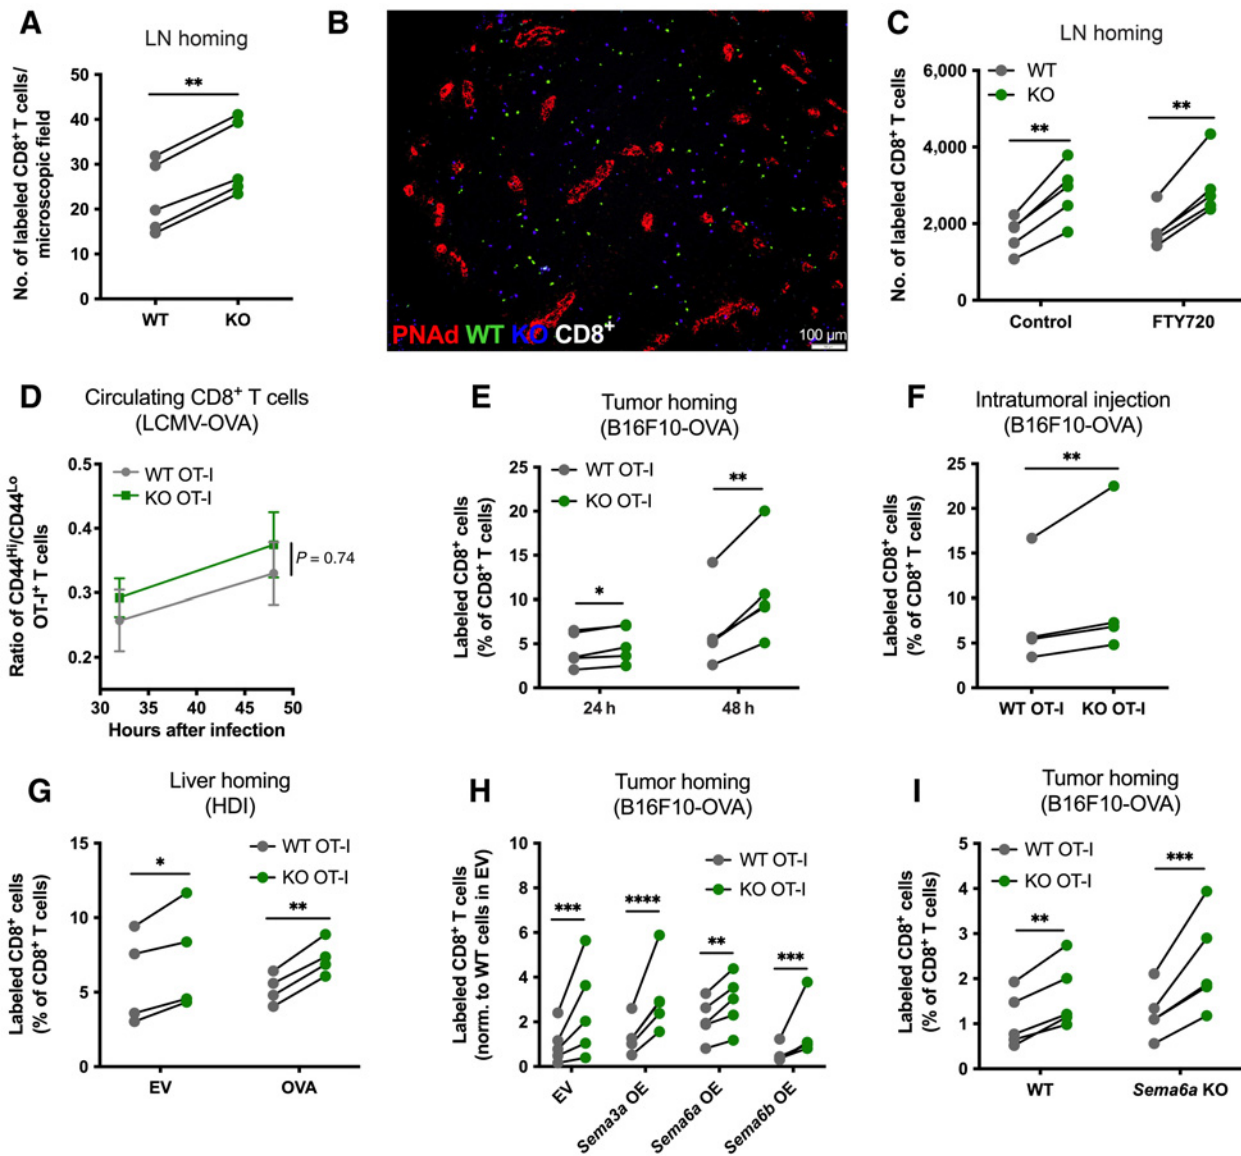 A
LN homing
No. of labeled CD8⁺ T cells/
microscopic field
50
40
30
20
10
0
**
WT
KO
B
PNAd WT KO CD8⁺
100 µm
C
LN homing
WT
KO
No. of labeled CD8⁺ T cells
6,000
4,000
2,000
0
**
**
Control
FTY720
D
Circulating CD8⁺ T cells
(LCMV-OVA)
WT OT-I
KO OT-I
Ratio of CD44ᴴⁱ/CD44ᴸᵒ
OT-I⁺ T cells
0.5
0.4
0.3
0.2
P = 0.74
30 35 40 45 50
Hours after infection
E
Tumor homing
(B16F10-OVA)
WT OT-I
KO OT-I
Labeled CD8⁺ cells
(% of CD8⁺ T cells)
25
20
15
10
5
0
*
**
24 h
48 h
F
Intratumoral injection
(B16F10-OVA)
Labeled CD8⁺ cells
(% of CD8⁺ T cells)
25
20
15
10
5
0
**
WT OT-I
KO OT-I
G
Liver homing
(HDI)
WT OT-I
KO OT-I
Labeled CD8⁺ cells
(% of CD8⁺ T cells)
15
10
5
0
*
**
EV
OVA
H
Tumor homing
(B16F10-OVA)
WT OT-I
KO OT-I
Labeled CD8⁺ T cells
(norm. to WT cells in EV)
10
8
6
4
2
0
***
****
**
***
EV
Sema3a OE
Sema6a OE
Sema6b OE
I
Tumor homing
(B16F10-OVA)
WT OT-I
KO OT-I
Labeled CD8⁺ cells
(% of CD8⁺ T cells)
5
4
3
2
1
0
**
***
WT
Sema6a KO